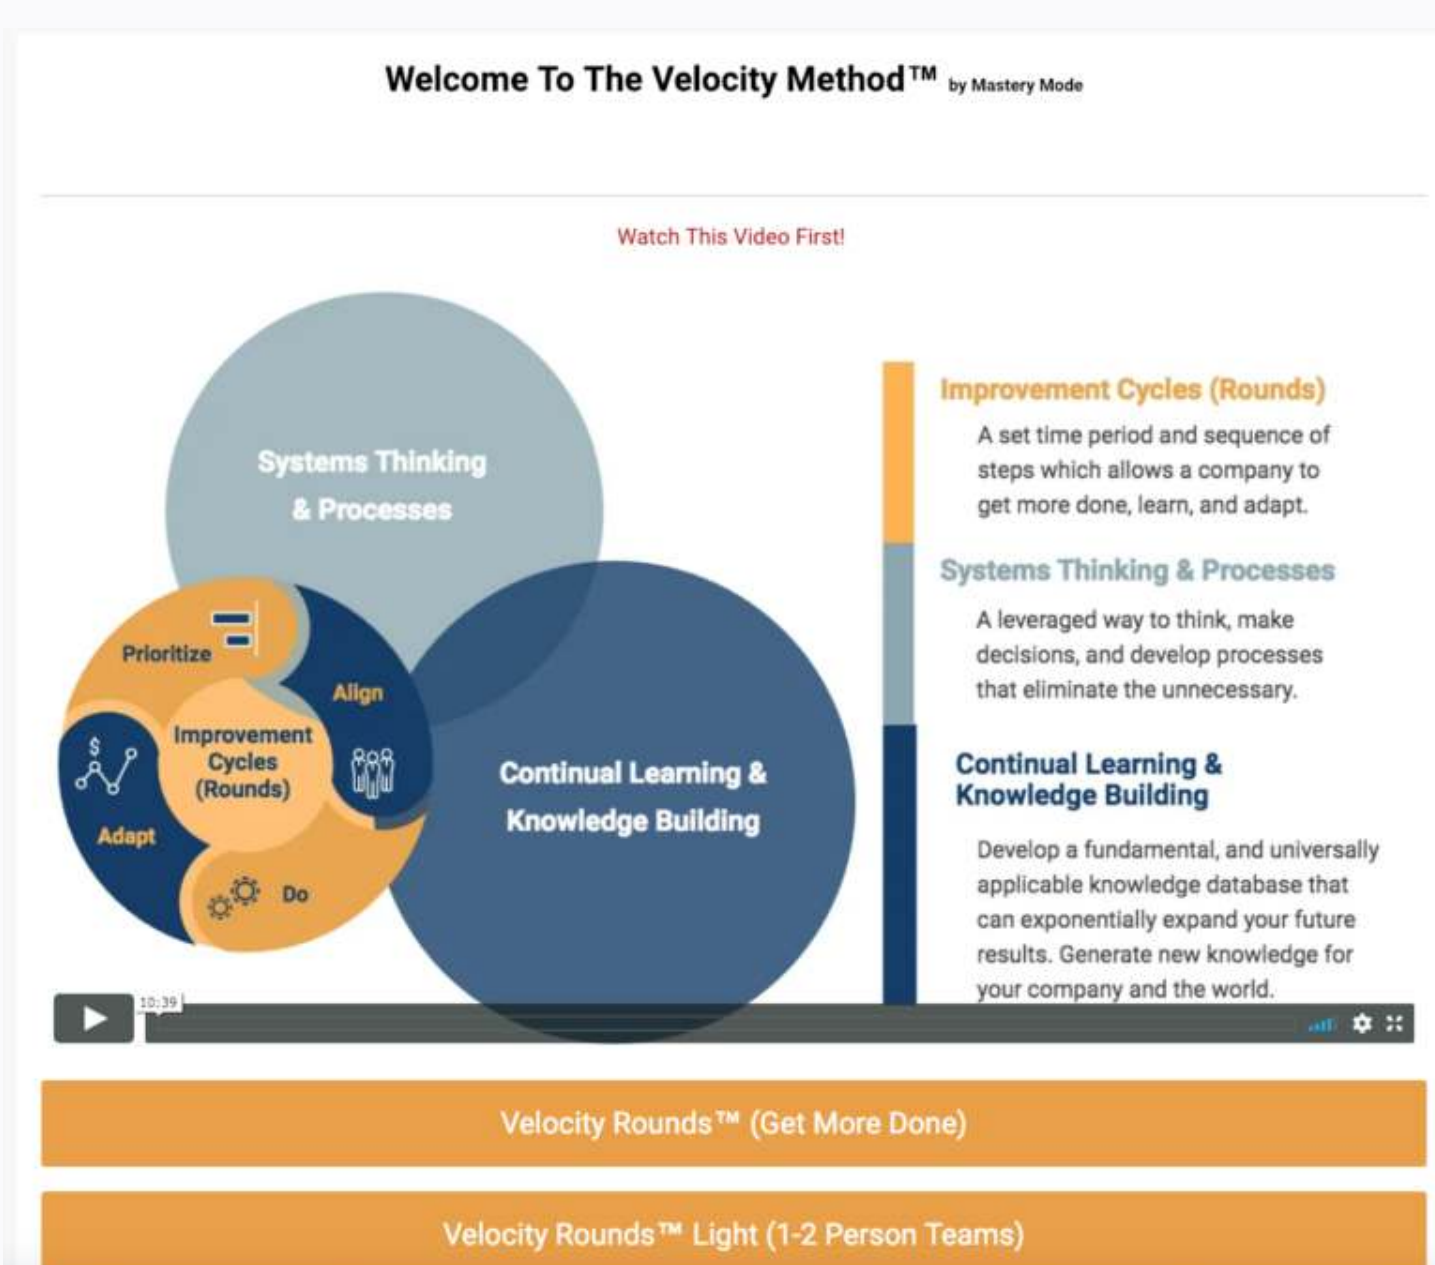 Welcome To The Velocity Method™ by Mastery Mode
Watch This Video First!
Systems Thinking
& Processes
Prioritize
Align
Improvement
Cycles
(Rounds)
$
Adapt
Do
Continual Learning &
Knowledge Building
Improvement Cycles (Rounds)
A set time period and sequence of
steps which allows a company to
get more done, learn, and adapt.
Systems Thinking & Processes
A leveraged way to think, make
decisions, and develop processes
that eliminate the unnecessary.
Continual Learning &
Knowledge Building
Develop a fundamental, and universally
applicable knowledge database that
can exponentially expand your future
results. Generate new knowledge for
your company and the world.
10:39
Velocity Rounds™ (Get More Done)
Velocity Rounds™ Light (1-2 Person Teams)